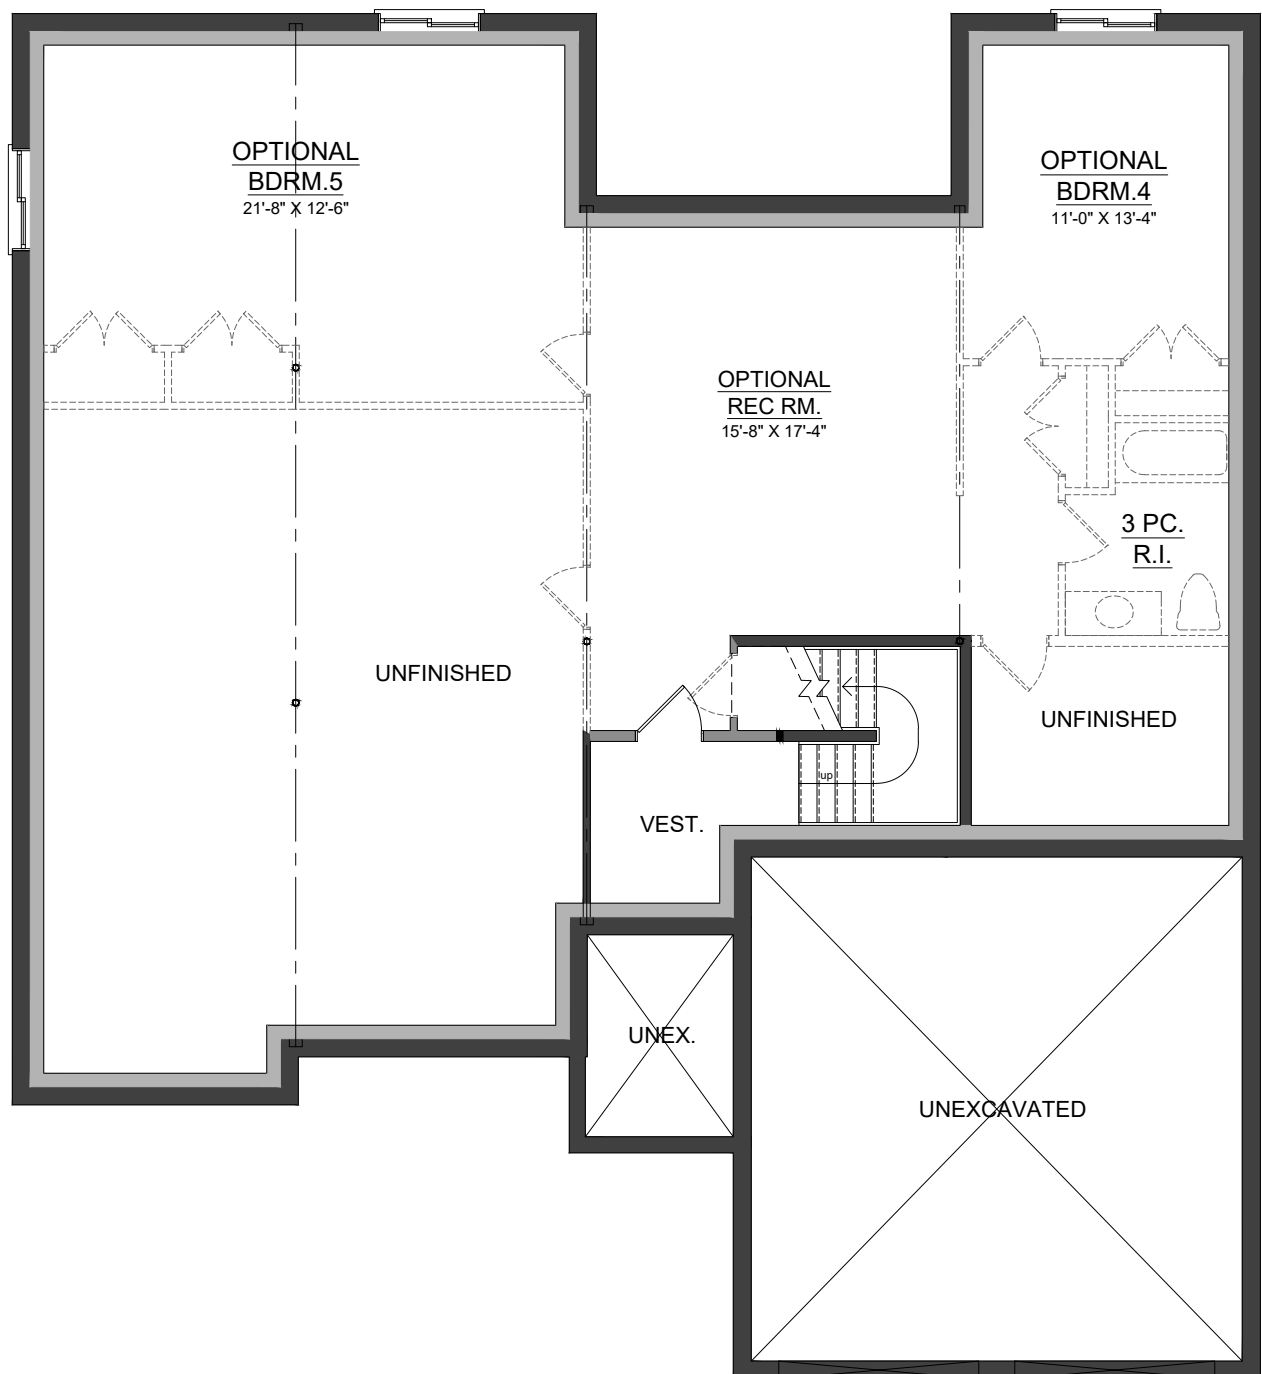 OPTIONAL
BDRM.5
21'-8" X 12'-6"
OPTIONAL
BDRM.4
11'-0" X 13'-4"
OPTIONAL
REC RM.
15'-8" X 17'-4"
3 PC.
R.I.
UNFINISHED
UNFINISHED
up
VEST.
UNEX.
UNEXCAVATED